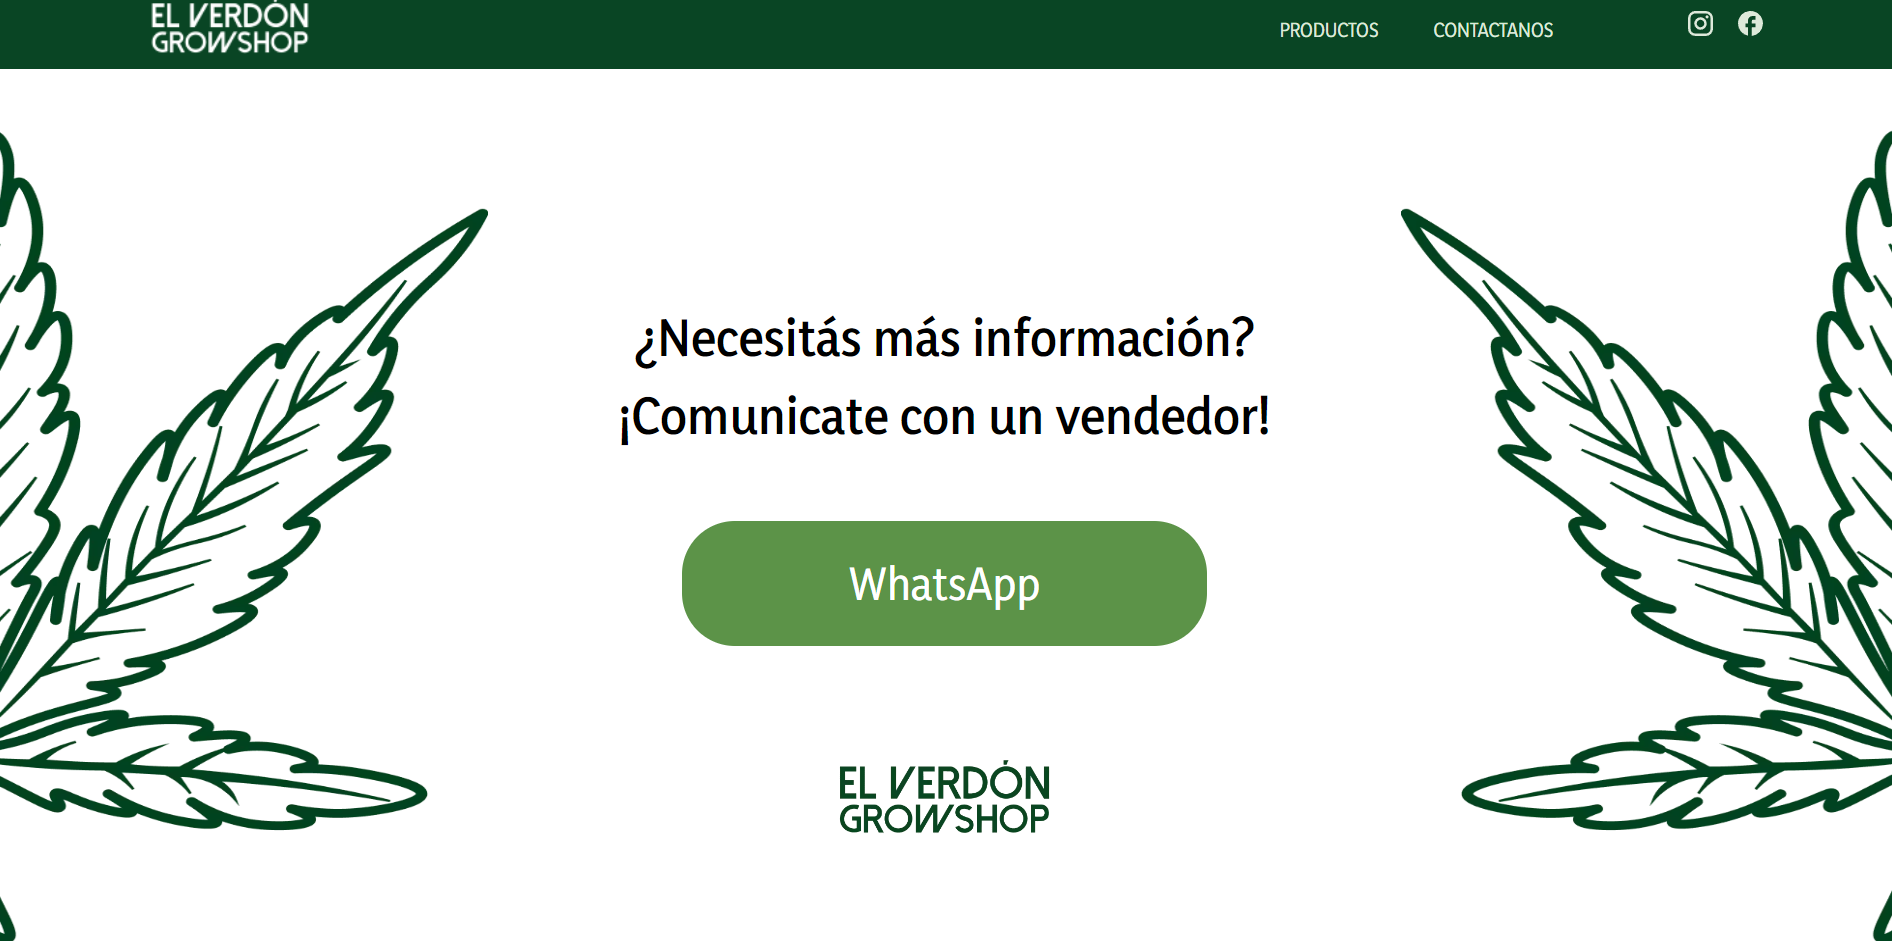 EL VERDÓN
GROWSHOP
PRODUCTOS
CONTACTANOS
¿Necesitás más información?
¡Comunicate con un vendedor!
WhatsApp
EL VERDÓN
GROWSHOP